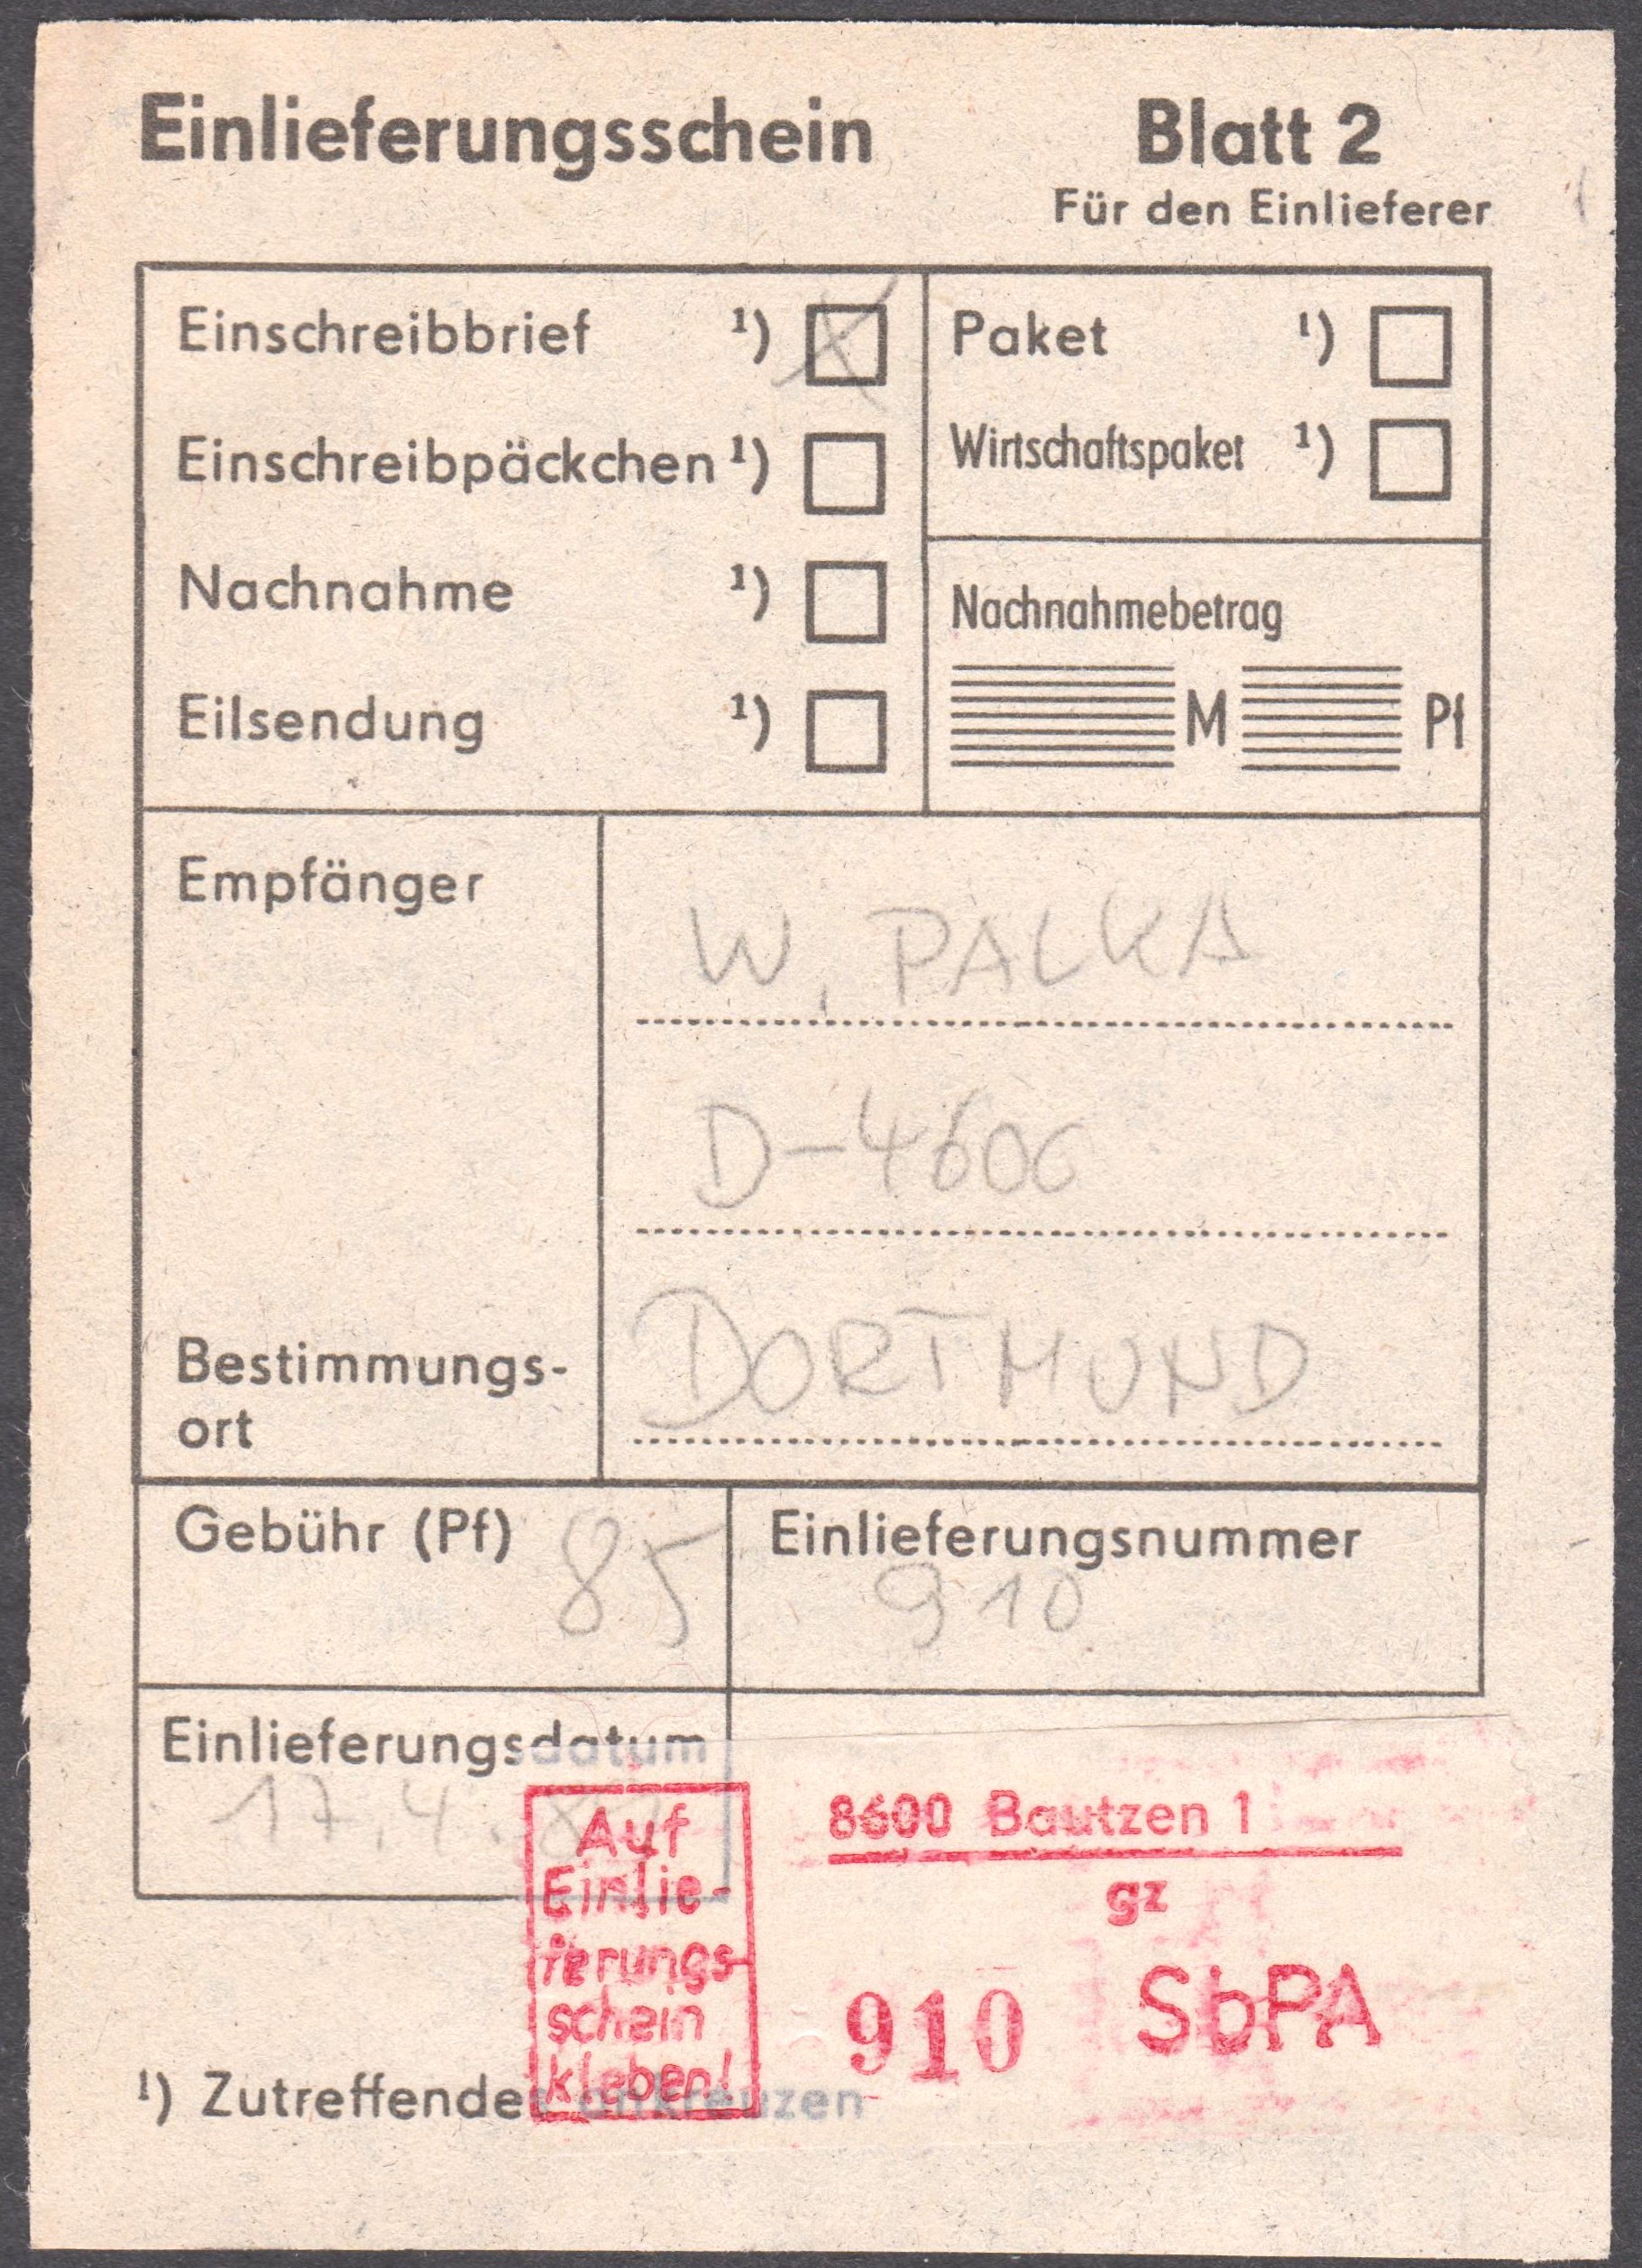 Einlieferungsschein
Blatt 2
Für den Einlieferer
Einschreibbrief ¹) X
Paket ¹)
Einschreibpäckchen ¹)
Wirtschaftspaket ¹)
Nachnahme ¹)
Nachnahmebetrag
M Pf
Eilsendung ¹)
Empfänger
W. PALKA
D-4600
Bestimmungs-
ort
DORTMUND
Gebühr (Pf) 85
Einlieferungsnummer
910
Einlieferungsdatum
17.4.
Auf
Einlie-
ferungs-
schein
kleben!
8600 Bautzen 1
gz
910 SbPA
¹) Zutreffendes ankreuzen